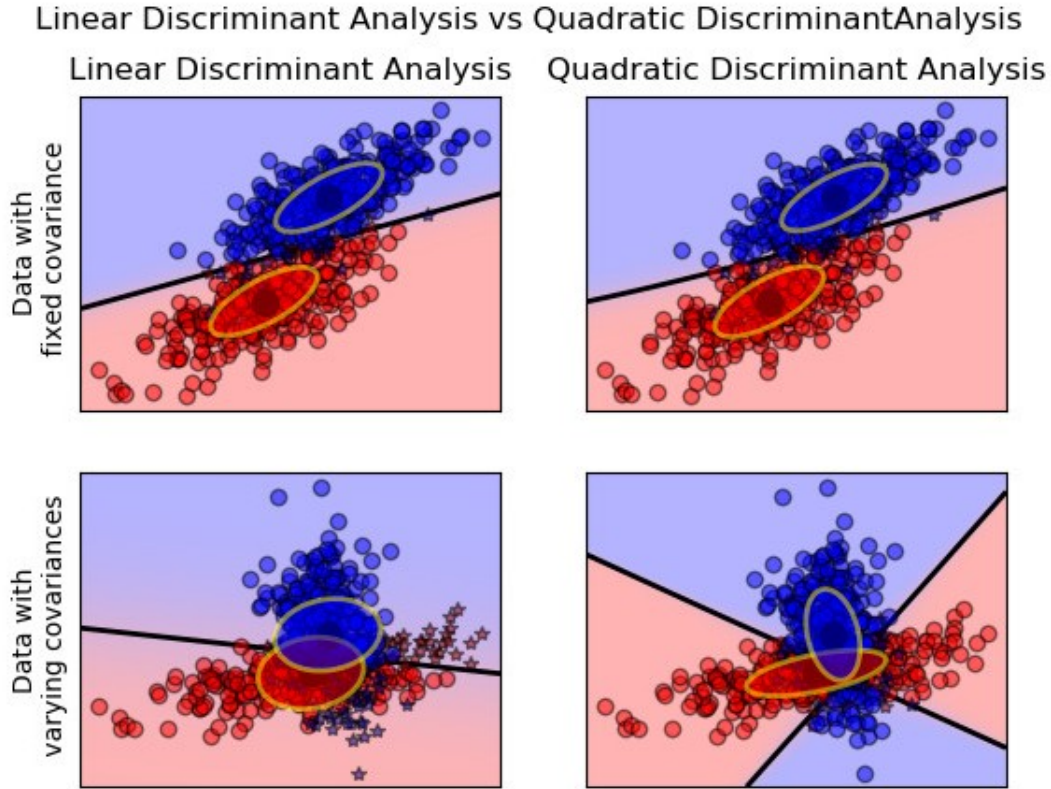 Linear Discriminant Analysis vs Quadratic DiscriminantAnalysis
Linear Discriminant Analysis
Quadratic Discriminant Analysis
Data with
fixed covariance
Data with
varying covariances